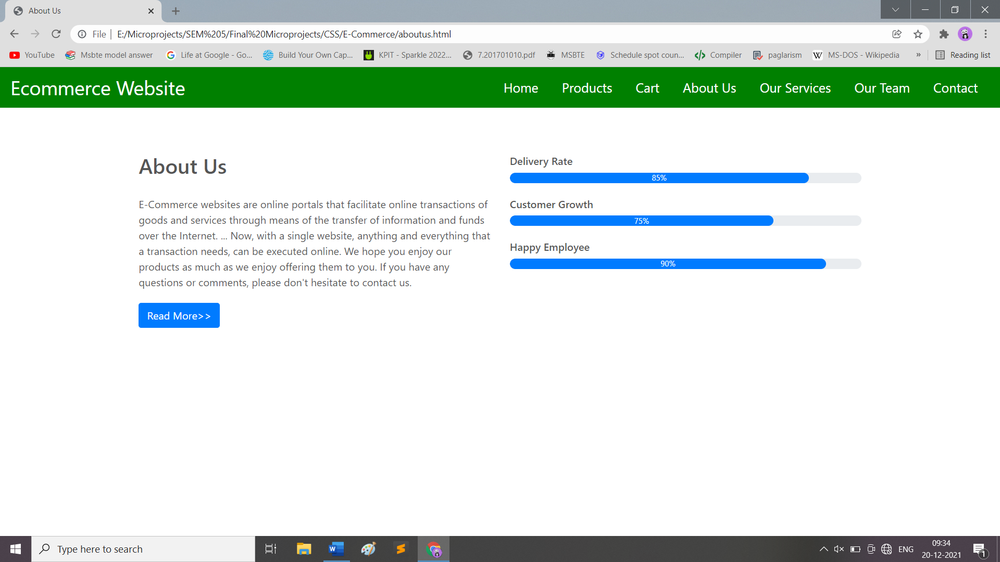 About Us
File
E:/Microprojects/SEM%205/Final%20Microprojects/CSS/E-Commerce/aboutus.html
YouTube
Msbte model answer
Life at Google - Go...
Build Your Own Cap...
KPIT - Sparkle 2022...
7.201701010.pdf
MSBTE
Schedule spot coun...
Compiler
paglarism
W MS-DOS - Wikipedia
»
Reading list
Ecommerce Website
Home
Products
Cart
About Us
Our Services
Our Team
Contact
About Us
E-Commerce websites are online portals that facilitate online transactions of
goods and services through means of the transfer of information and funds
over the Internet. ... Now, with a single website, anything and everything that
a transaction needs, can be executed online. We hope you enjoy our
products as much as we enjoy offering them to you. If you have any
questions or comments, please don't hesitate to contact us.
Read More>>
Delivery Rate
85%
Customer Growth
75%
Happy Employee
90%
Type here to search
W
ENG
09:34
20-12-2021
1